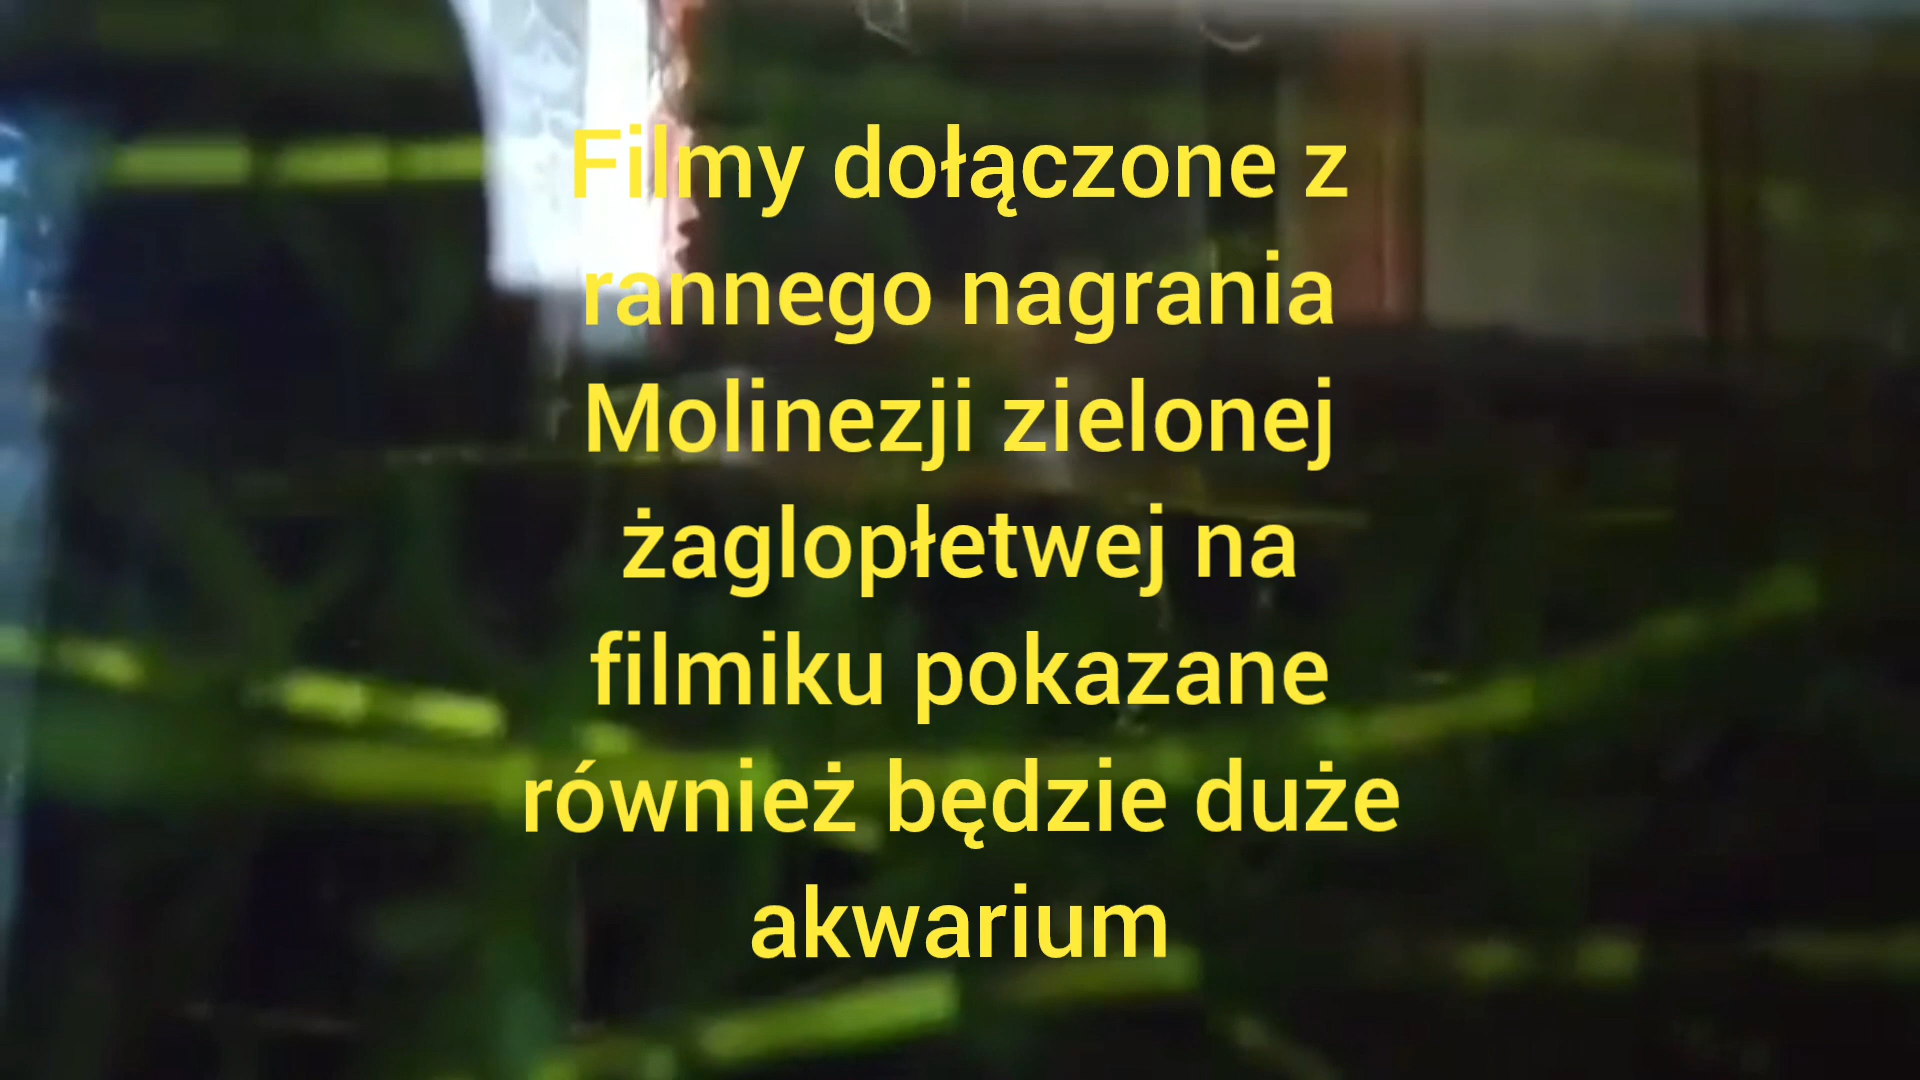 Filmy dołączone z
rannego nagrania
Molinezji zielonej
żaglopłetwej na
filmiku pokazane
również będzie duże
akwarium